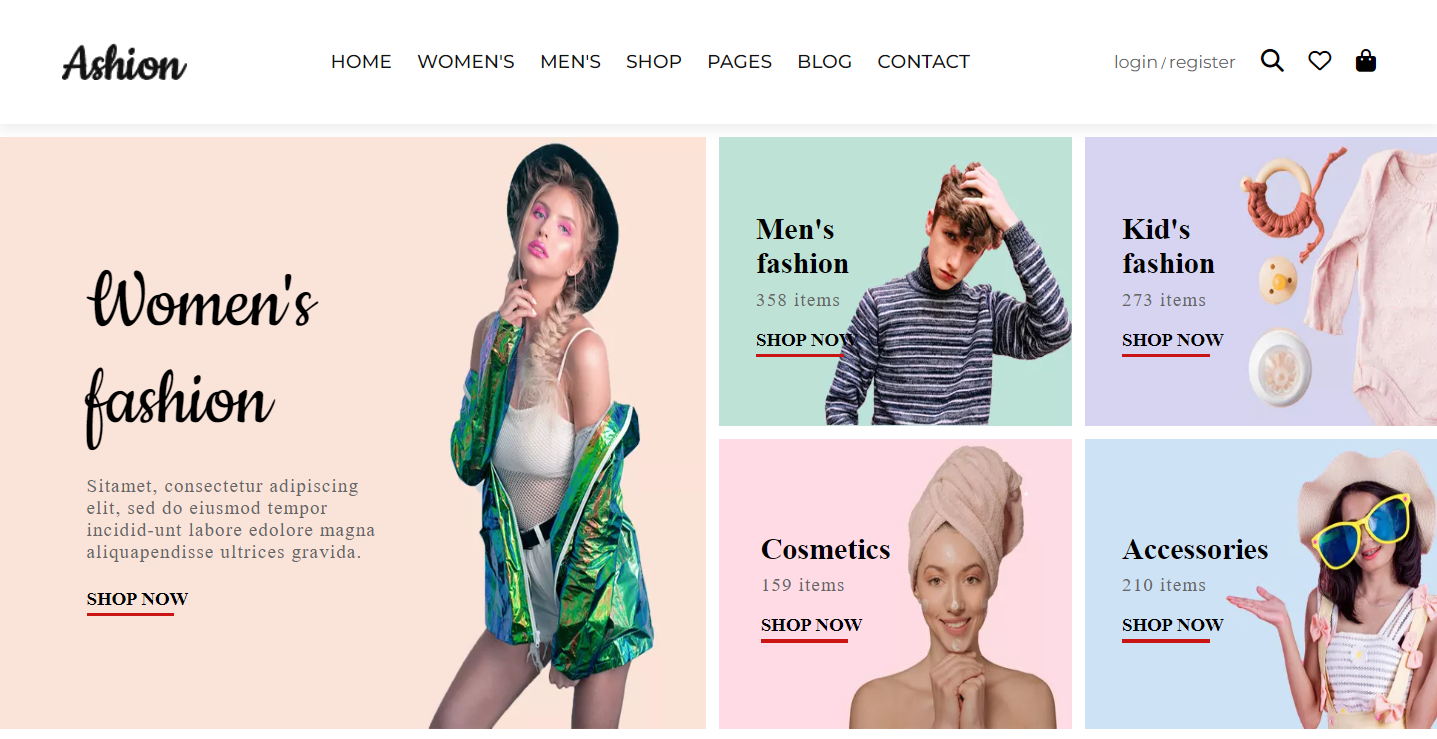 Ashion
HOME WOMEN'S MEN'S SHOP PAGES BLOG CONTACT
login / register
Women's
fashion
Sitamet, consectetur adipiscing
elit, sed do eiusmod tempor
incidid-unt labore edolore magna
aliquapendisse ultrices gravida.
SHOP NOW
Men's
fashion
358 items
SHOP NOW
Kid's
fashion
273 items
SHOP NOW
Cosmetics
159 items
SHOP NOW
Accessories
210 items
SHOP NOW